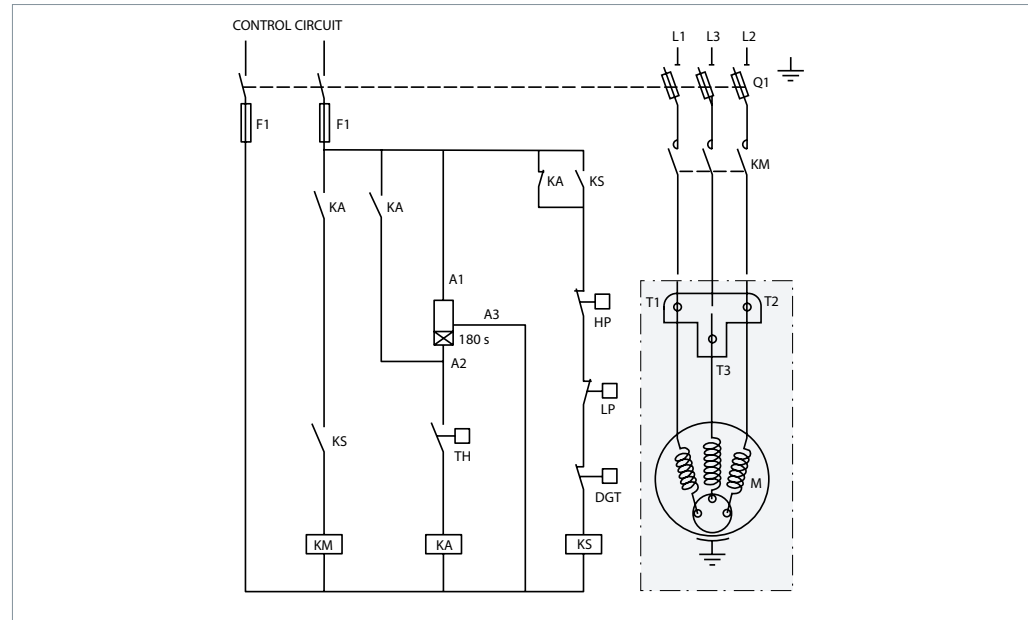 CONTROL CIRCUIT
L1 L3 L2
Q1
F1 F1
KM
KA KS
KA KA
A1
T1 T2
A3
HP
180 s
A2
T3
LP
KS
TH
M
DGT
KM KA KS